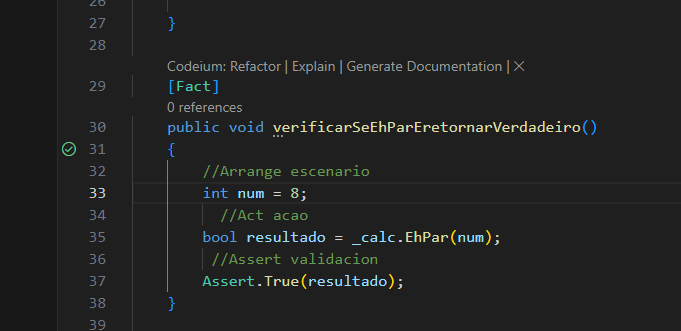 26
27 }
28
Codeium: Refactor | Explain | Generate Documentation | ×
29 [Fact]
0 references
30 public void verificarSeEhParEretornarVerdadeiro()
31 {
32 //Arrange escenario
33 int num = 8;
34 //Act acao
35 bool resultado = _calc.EhPar(num);
36 //Assert validacion
37 Assert.True(resultado);
38 }
39